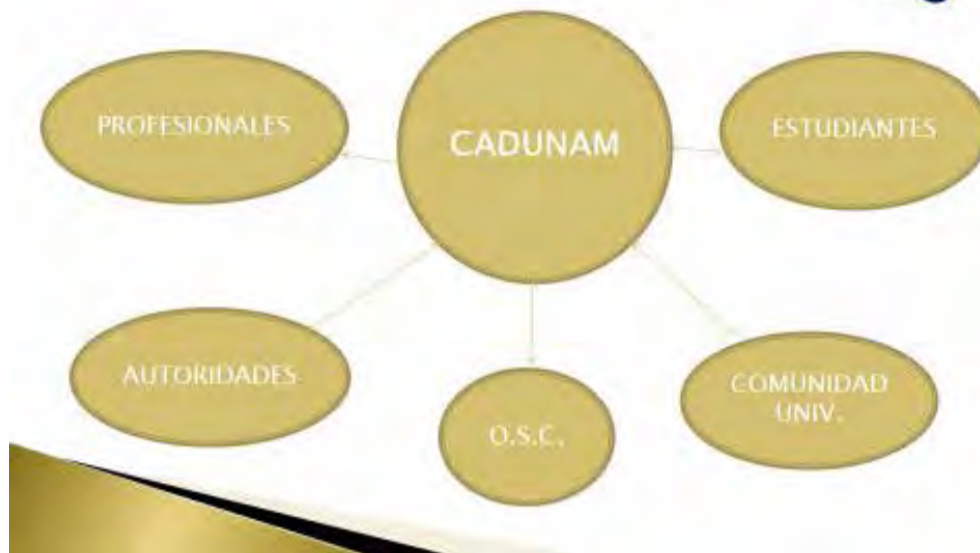 PROFESIONALES
CADUNAM
ESTUDIANTES
AUTORIDADES
O.S.C.
COMUNIDAD
UNIV.